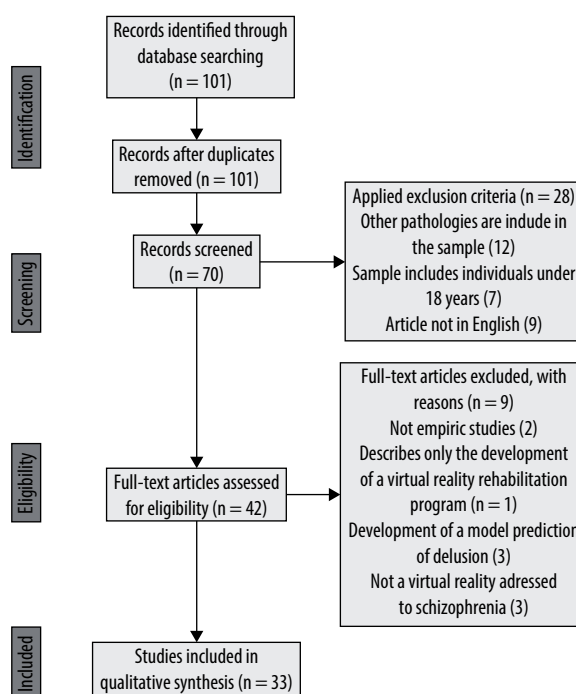 Identification
Records identified through
database searching
(n = 101)
Records after duplicates
removed (n = 101)
Screening
Records screened
(n = 70)
Applied exclusion criteria (n = 28)
Other pathologies are indude in
the sample (12)
Sample includes individuals under
18 years (7)
Article not in English (9)
Eligibility
Full-text articles assessed
for eligibility (n = 42)
Full-text articles excluded, with
reasons (n = 9)
Not empiric studies (2)
Describes only the development
of a virtual reality rehabilitation
program (n = 1)
Development of a model prediction
of delusion (3)
Not a virtual reality adressed
to schizophrenia (3)
Included
Studies included in
qualitative synthesis (n = 33)